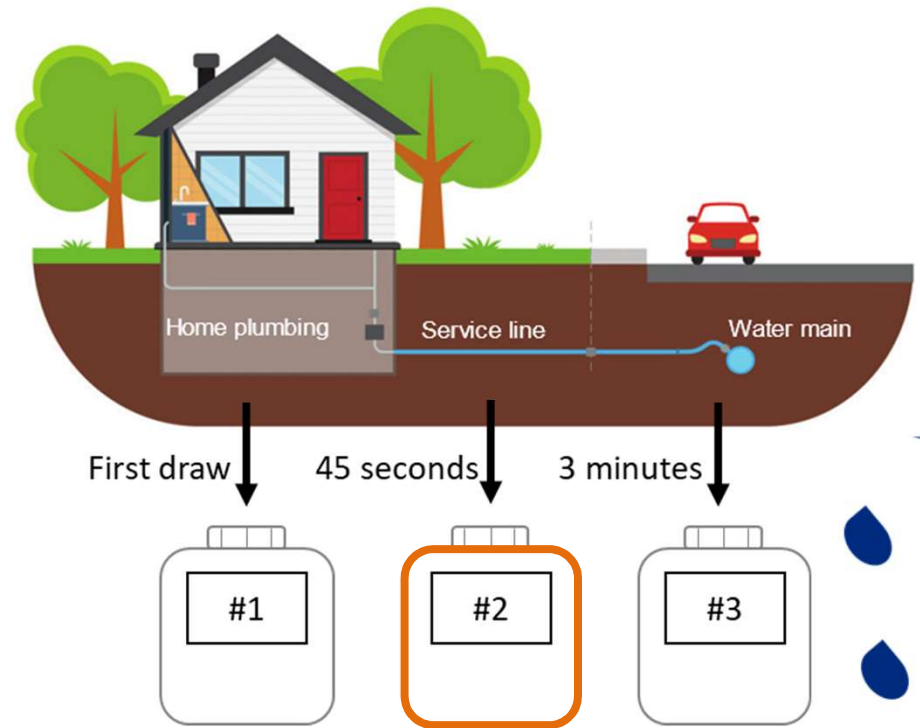 Home plumbing
Service line
Water main
First draw
45 seconds
3 minutes
#1
#2
#3